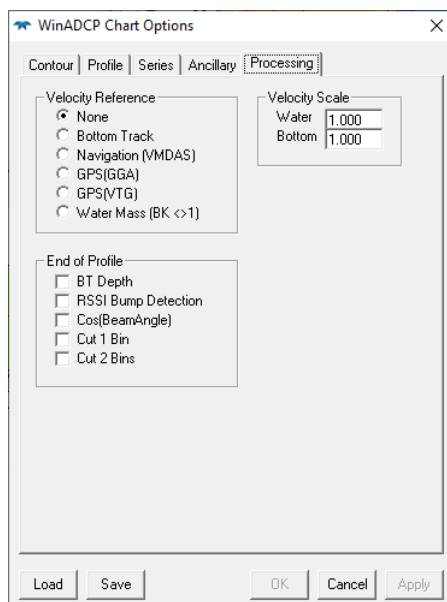 WinADCP Chart Options
Contour Profile Series Ancillary Processing
Velocity Reference
None
Bottom Track
Navigation (VMDAS)
GPS(GGA)
GPS(VTG)
Water Mass (BK <>1)
Velocity Scale
Water 1.000
Bottom 1.000
End of Profile
BT Depth
RSSI Bump Detection
Cos(BeamAngle)
Cut 1 Bin
Cut 2 Bins
Load Save OK Cancel Apply